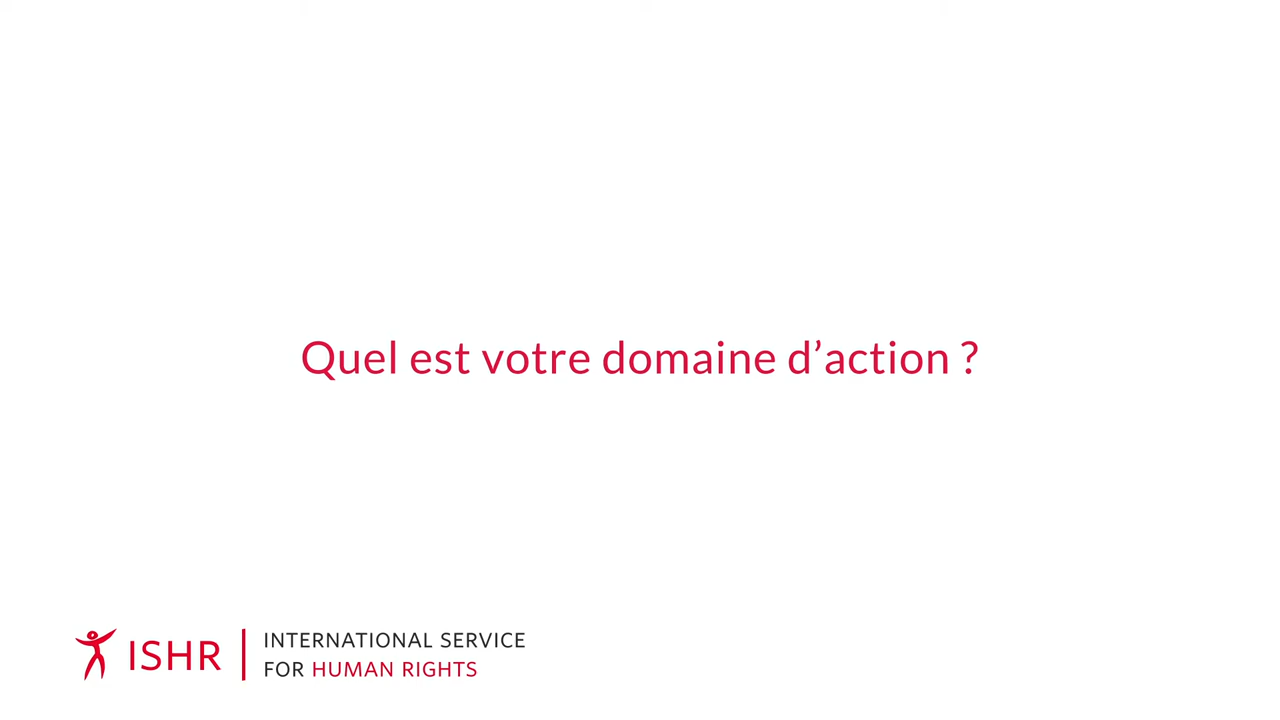 Quel est votre domaine d’action ?
ISHR
INTERNATIONAL SERVICE
FOR HUMAN RIGHTS